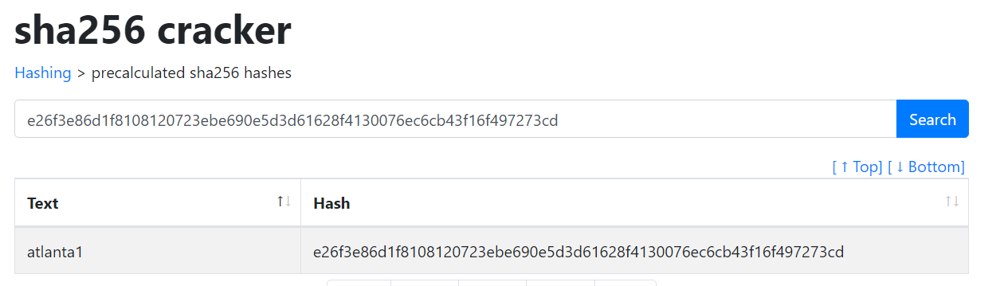 sha256 cracker
Hashing > precalculated sha256 hashes
e26f3e86d1f8108120723ebe690e5d3d61628f4130076ec6cb43f16f497273cd
Search
[ ↑ Top] [ ↓ Bottom]
Text ↑↓ Hash ↑↓
atlanta1 e26f3e86d1f8108120723ebe690e5d3d61628f4130076ec6cb43f16f497273cd